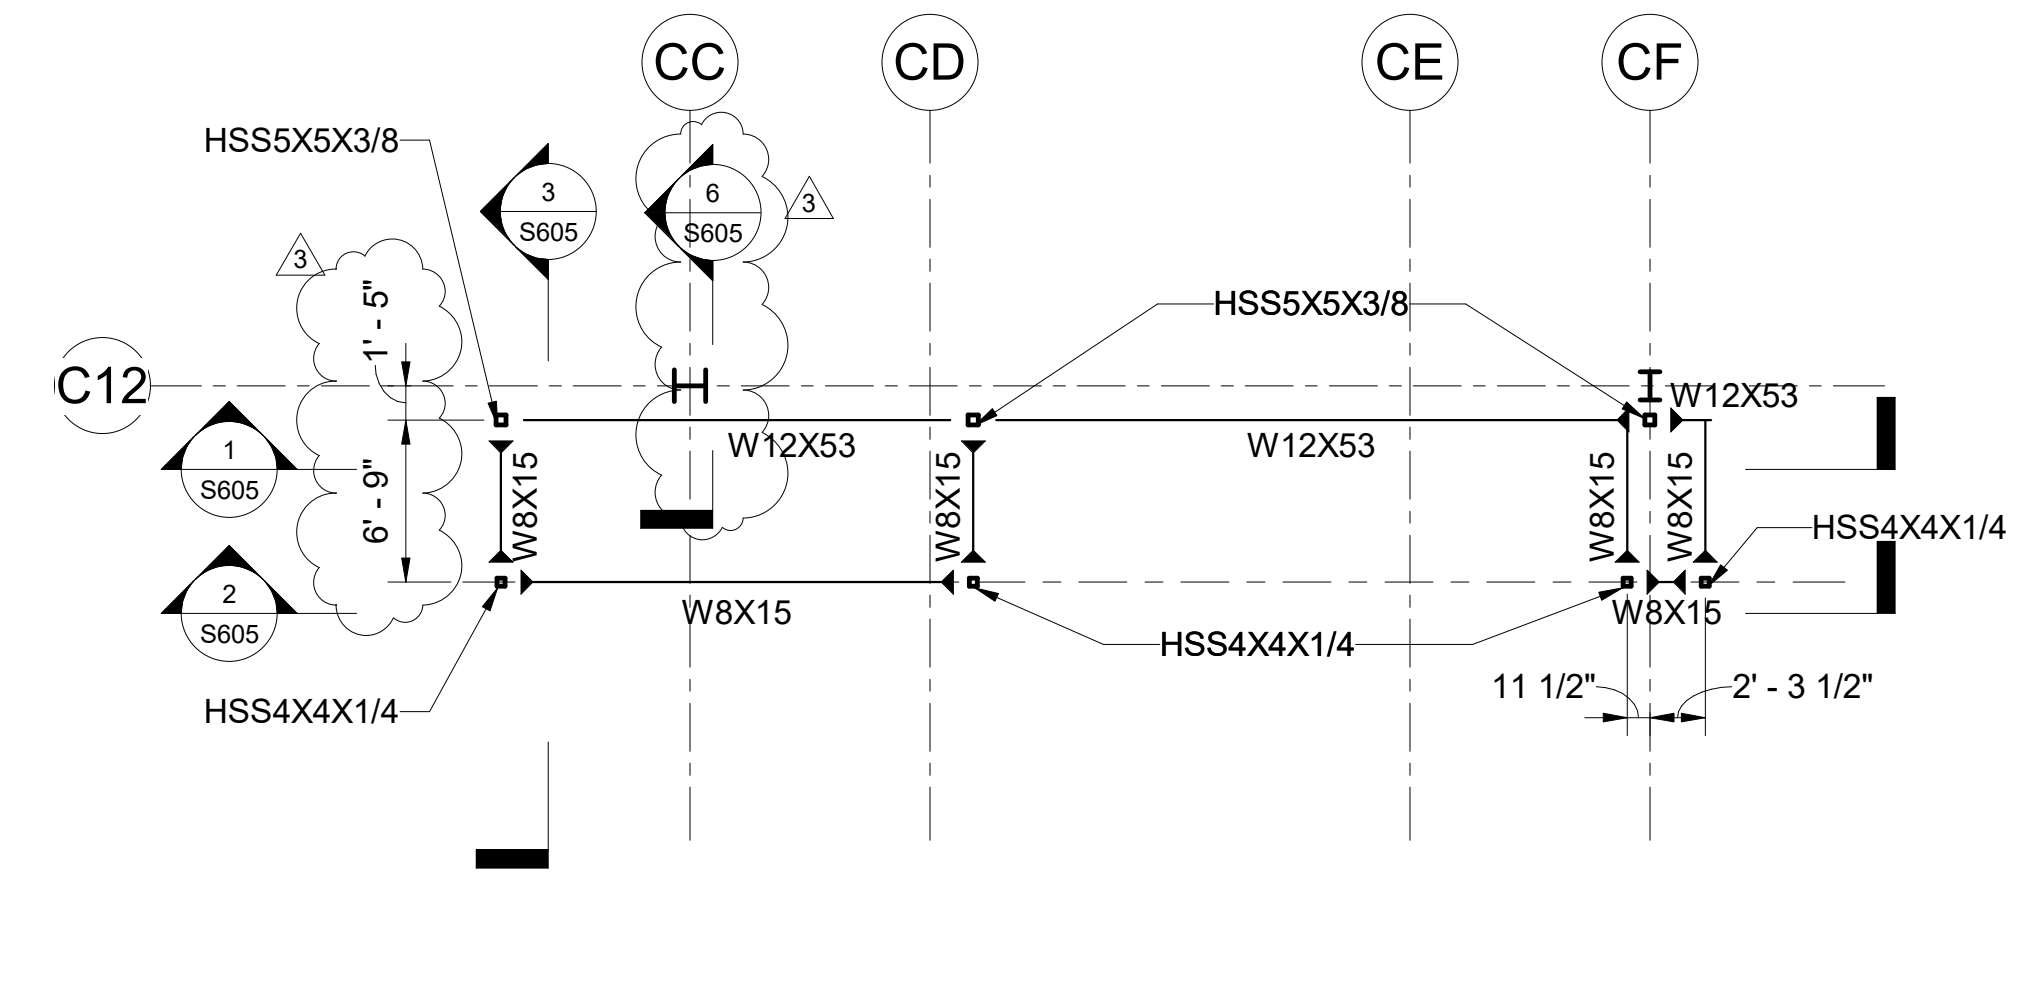 CC
CD
CE
CF
HSS5X5X3/8
3
S605
6
S605
3
3
1' - 5"
HSS5X5X3/8
C12
W12X53
1
S605
6' - 9"
W12X53
W12X53
W8X15
W8X15
W8X15
W8X15
HSS4X4X1/4
2
S605
W8X15
W8X15
HSS4X4X1/4
HSS4X4X1/4
11 1/2"
2' - 3 1/2"